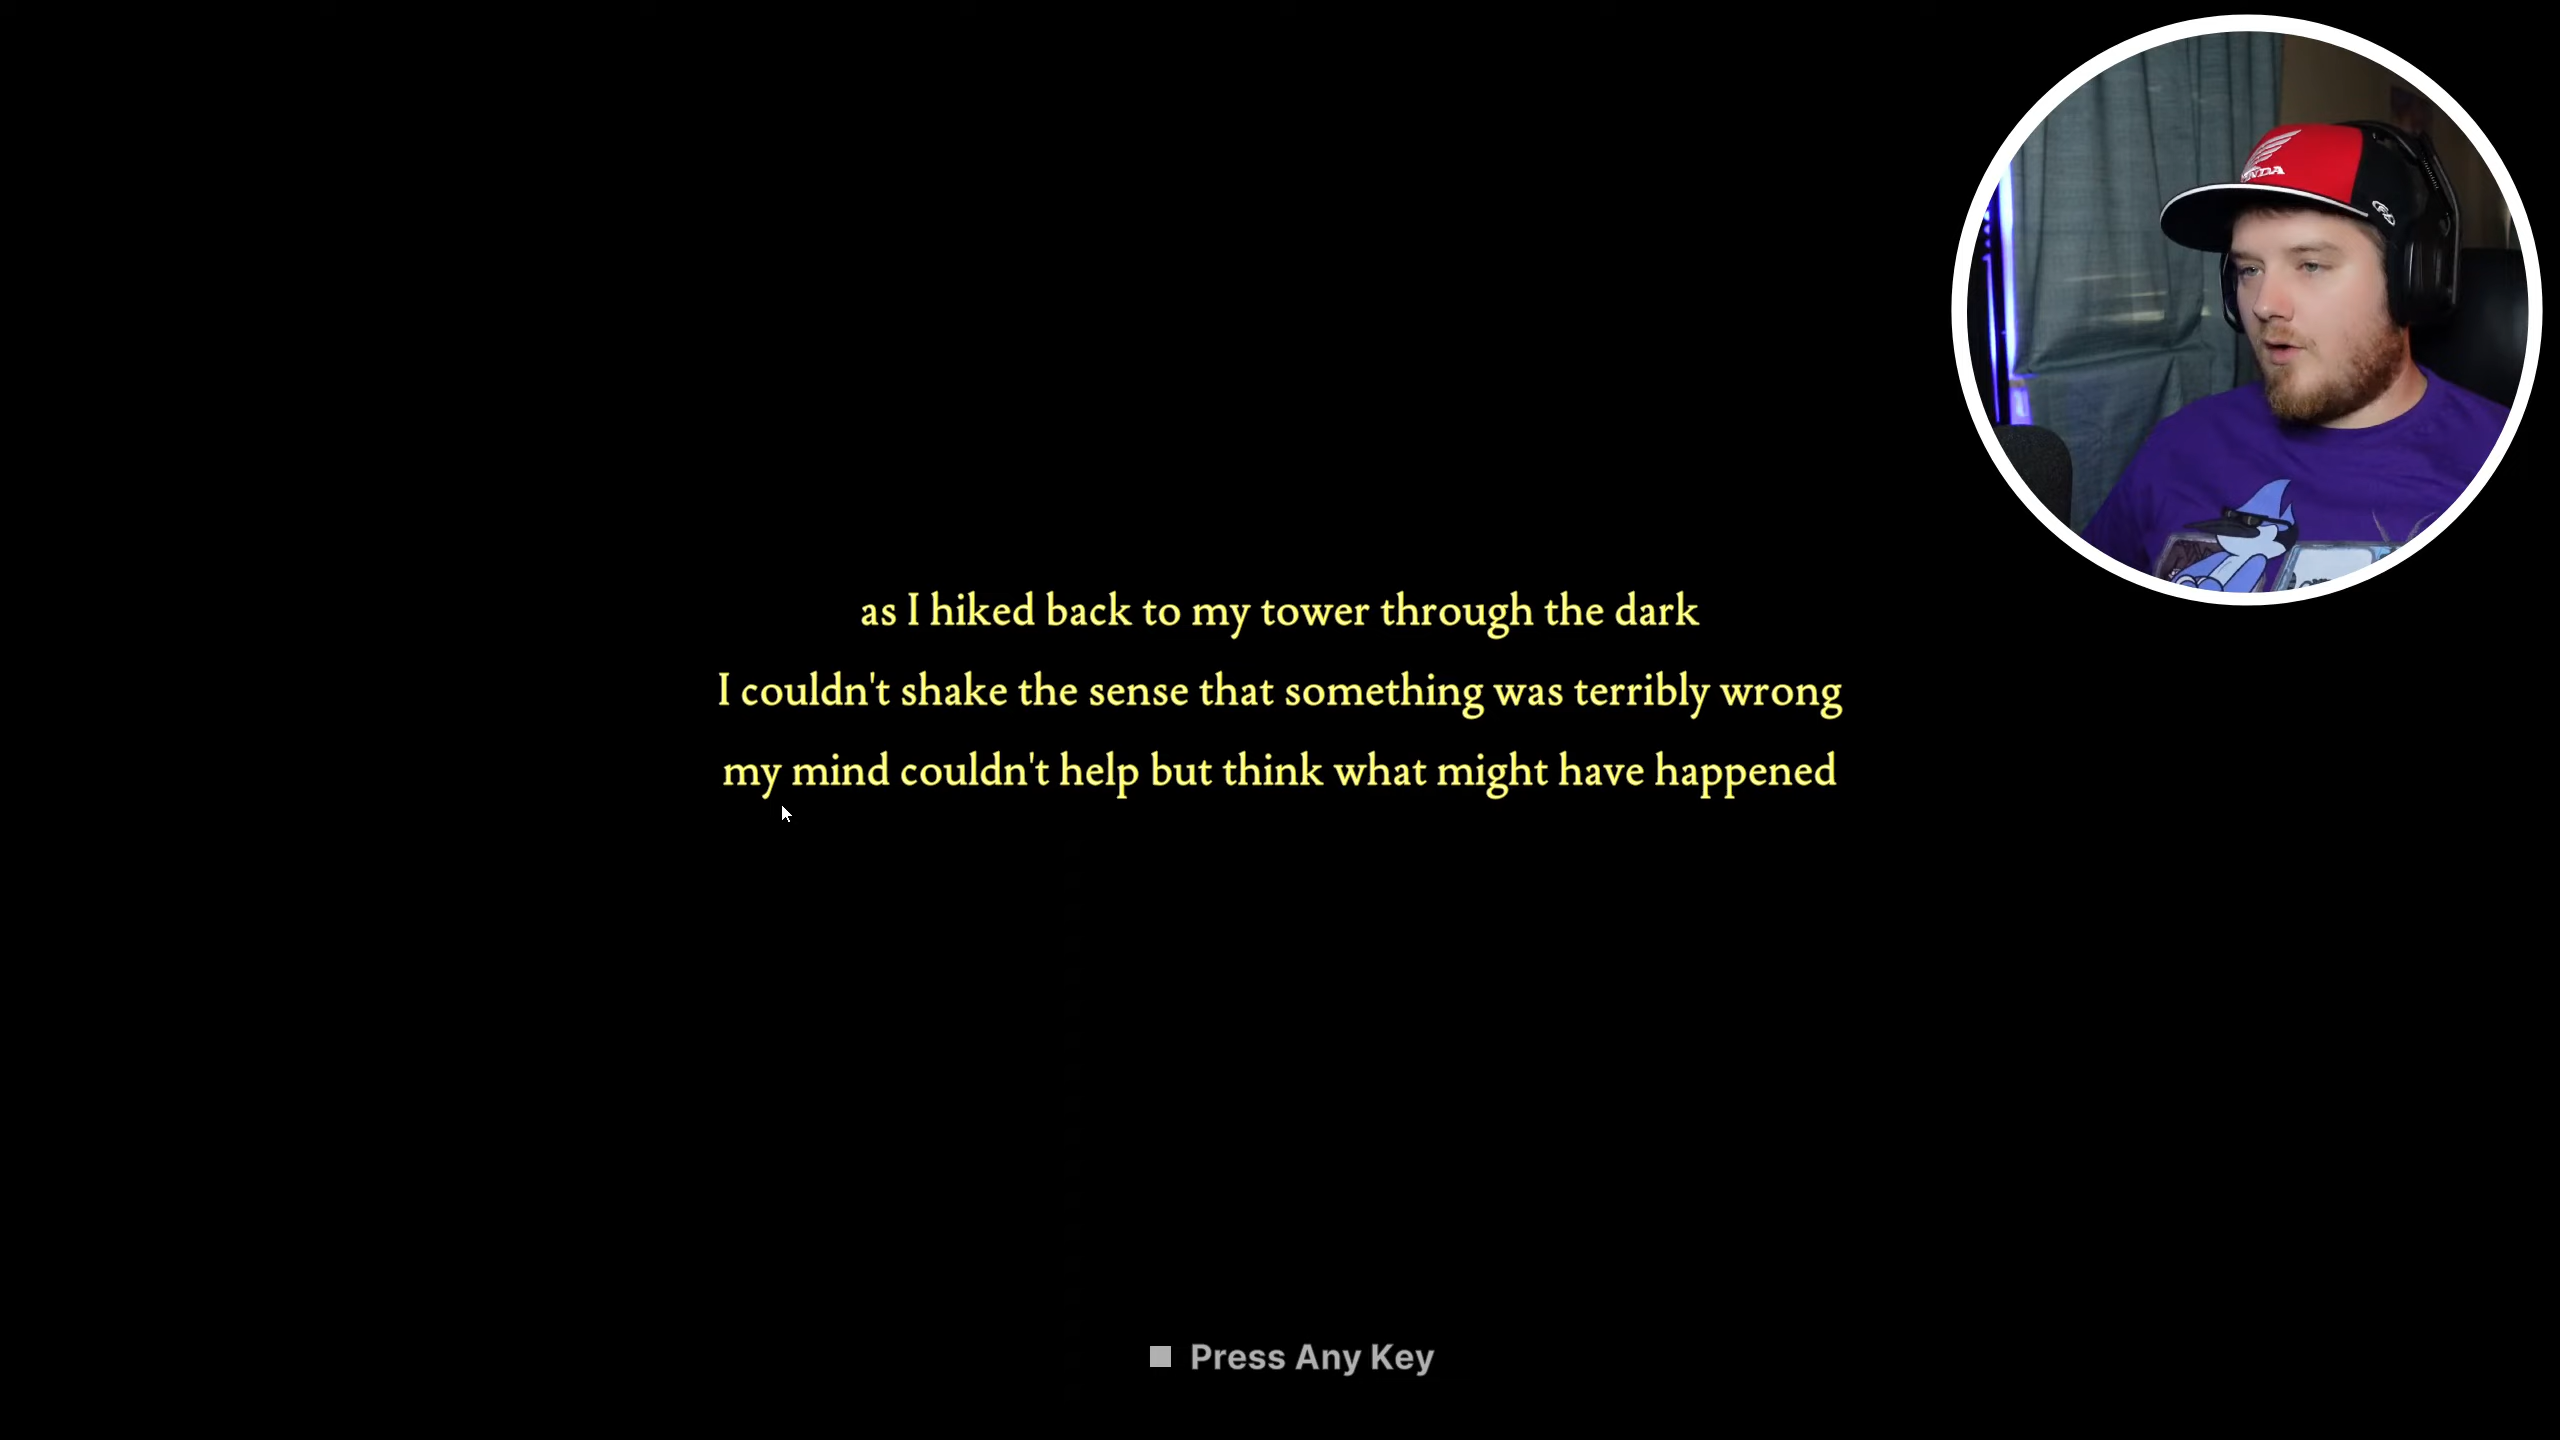 as I hiked back to my tower through the dark
I couldn't shake the sense that something was terribly wrong
my mind couldn't help but think what might have happened
Press Any Key